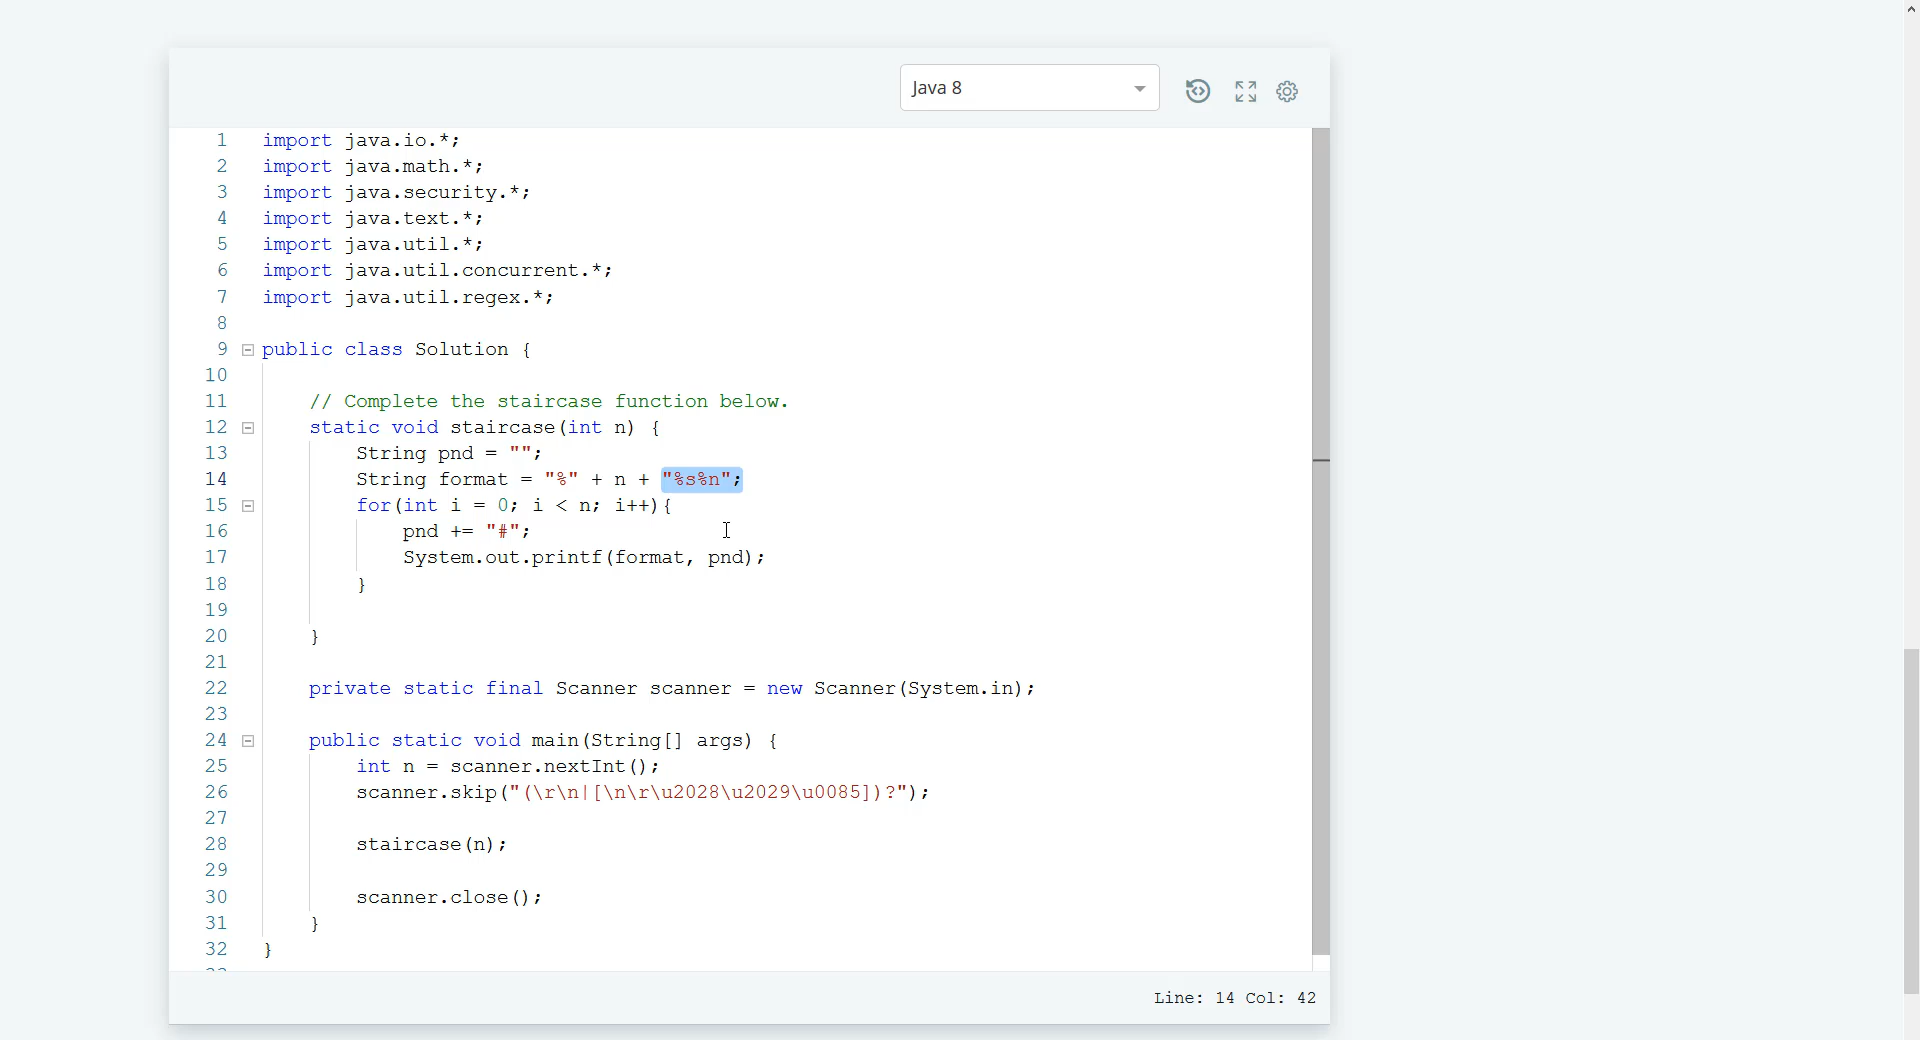 Java 8
1 import java.io.*;
2 import java.math.*;
3 import java.security.*;
4 import java.text.*;
5 import java.util.*;
6 import java.util.concurrent.*;
7 import java.util.regex.*;
8
9 public class Solution {
10
11 // Complete the staircase function below.
12 static void staircase(int n) {
13 String pnd = "";
14 String format = "%" + n + "%s%n";
15 for(int i = 0; i < n; i++){
16 pnd += "#";
17 System.out.printf(format, pnd);
18 }
19
20 }
21
22 private static final Scanner scanner = new Scanner(System.in);
23
24 public static void main(String[] args) {
25 int n = scanner.nextInt();
26 scanner.skip("(\r\n|[\n\r\u2028\u2029\u0085])?");
27
28 staircase(n);
29
30 scanner.close();
31 }
32 }
Line: 14 Col: 42